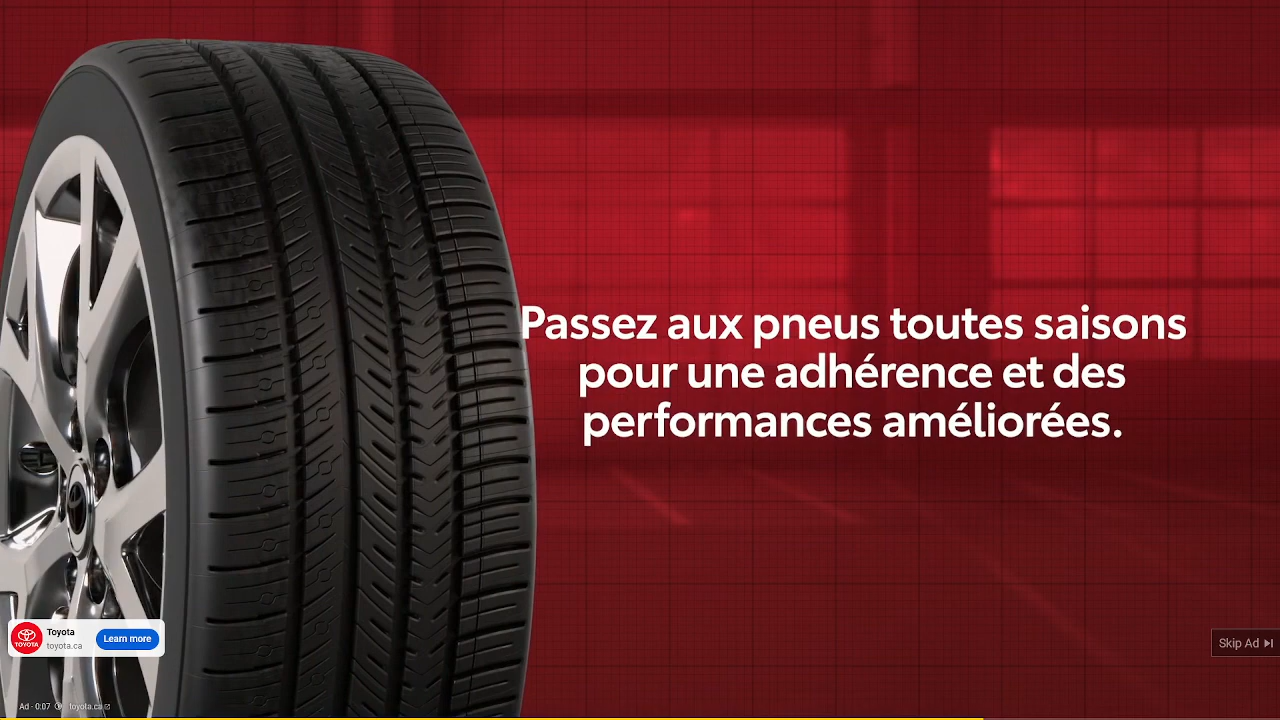 Passez aux pneus toutes saisons
pour une adhérence et des
performances améliorées.
TOYOTA
Toyota
toyota.ca
Learn more
Skip Ad
Ad - 0:07
toyota.ca